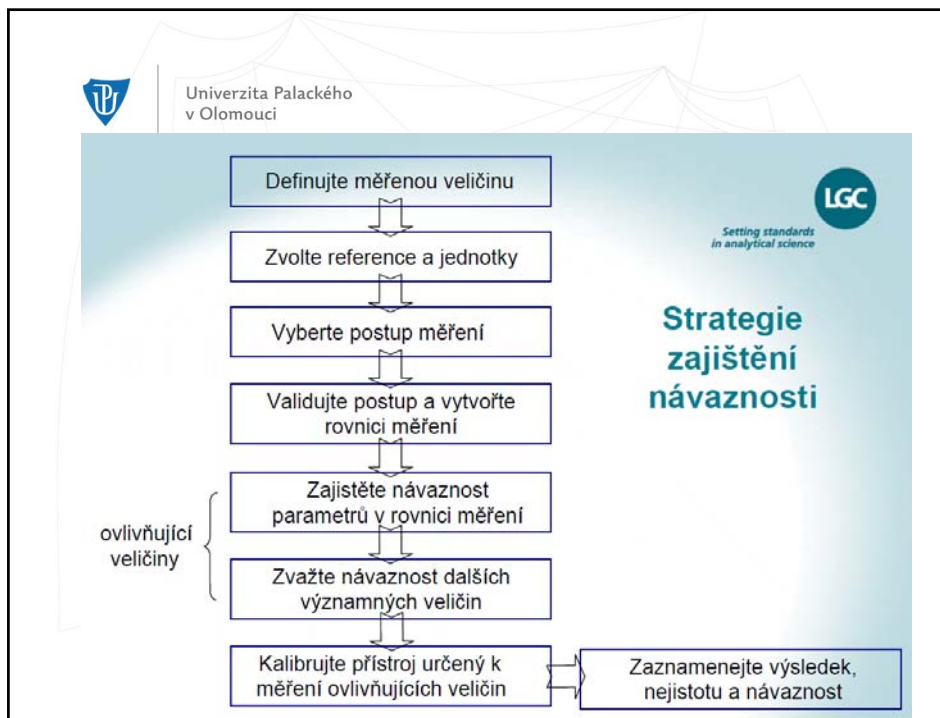 Univerzita Palackého
v Olomouci
Definujte měřenou veličinu
LGC
Setting standards
in analytical science
Zvolte reference a jednotky
Strategie
zajištění
návaznosti
Vyberte postup měření
Validujte postup a vytvořte
rovnici měření
ovlivňující
veličiny
Zajistěte návaznost
parametrů v rovnici měření
Zvažte návaznost dalších
významných veličin
Kalibrujte přístroj určený k
měření ovlivňujících veličin
Zaznamenejte výsledek,
nejistotu a návaznost